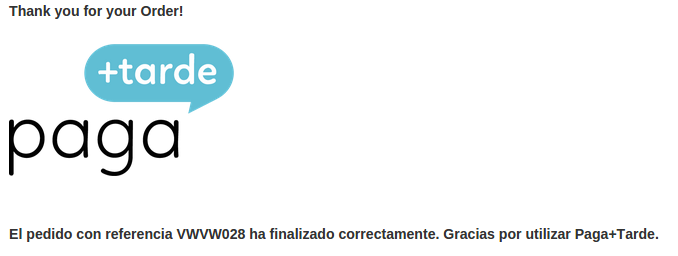 Thank you for your Order!
+tarde
paga
El pedido con referencia VWVW028 ha finalizado correctamente. Gracias por utilizar Paga+Tarde.